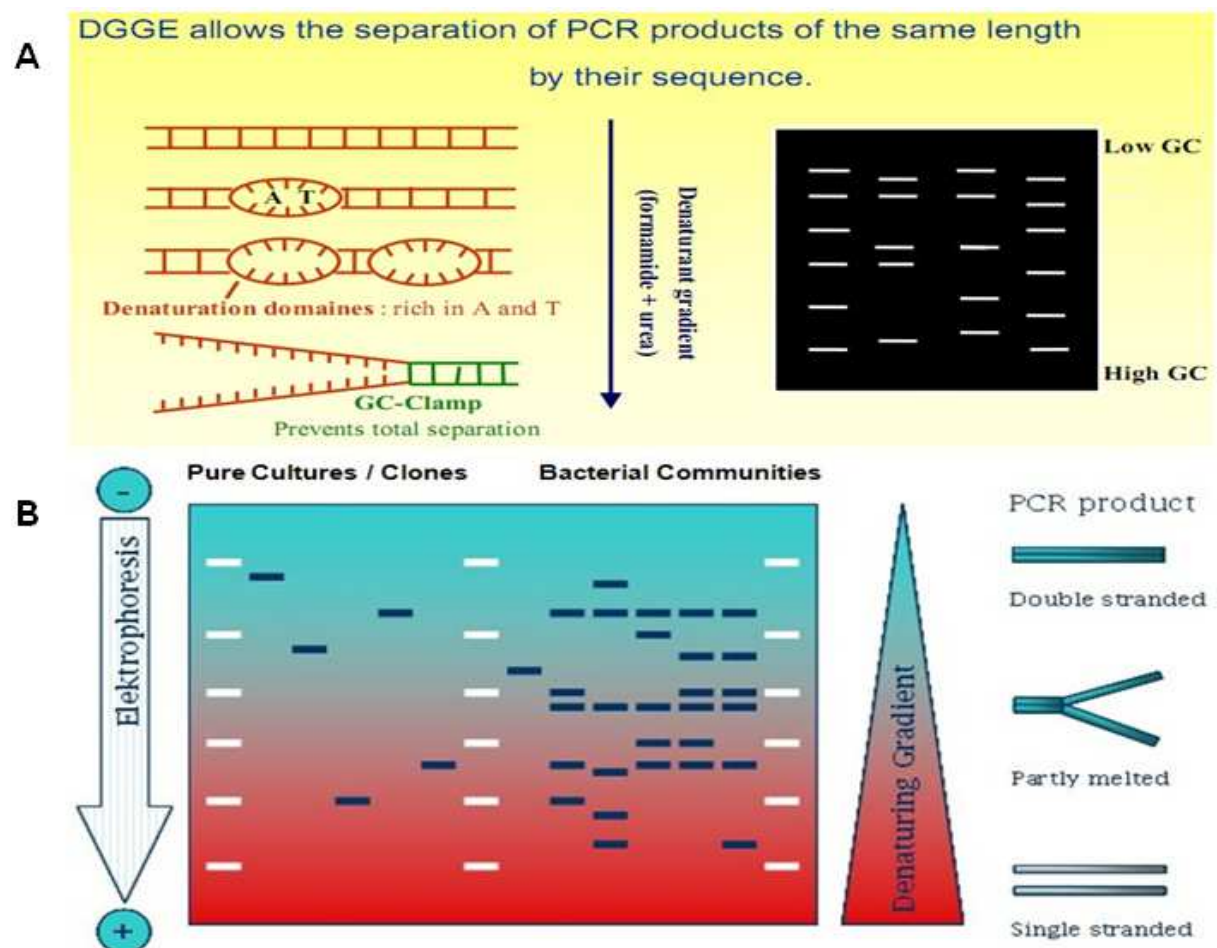 A
DGGE allows the separation of PCR products of the same length
by their sequence.
A T
Denaturation domaines : rich in A and T
GC-Clamp
Prevents total separation
Denaturant gradient
(formamide + urea)
Low GC
High GC
B
-
Elektrophoresis
+
Pure Cultures / Clones
Bacterial Communities
Denaturing Gradient
PCR product
Double stranded
Partly melted
Single stranded